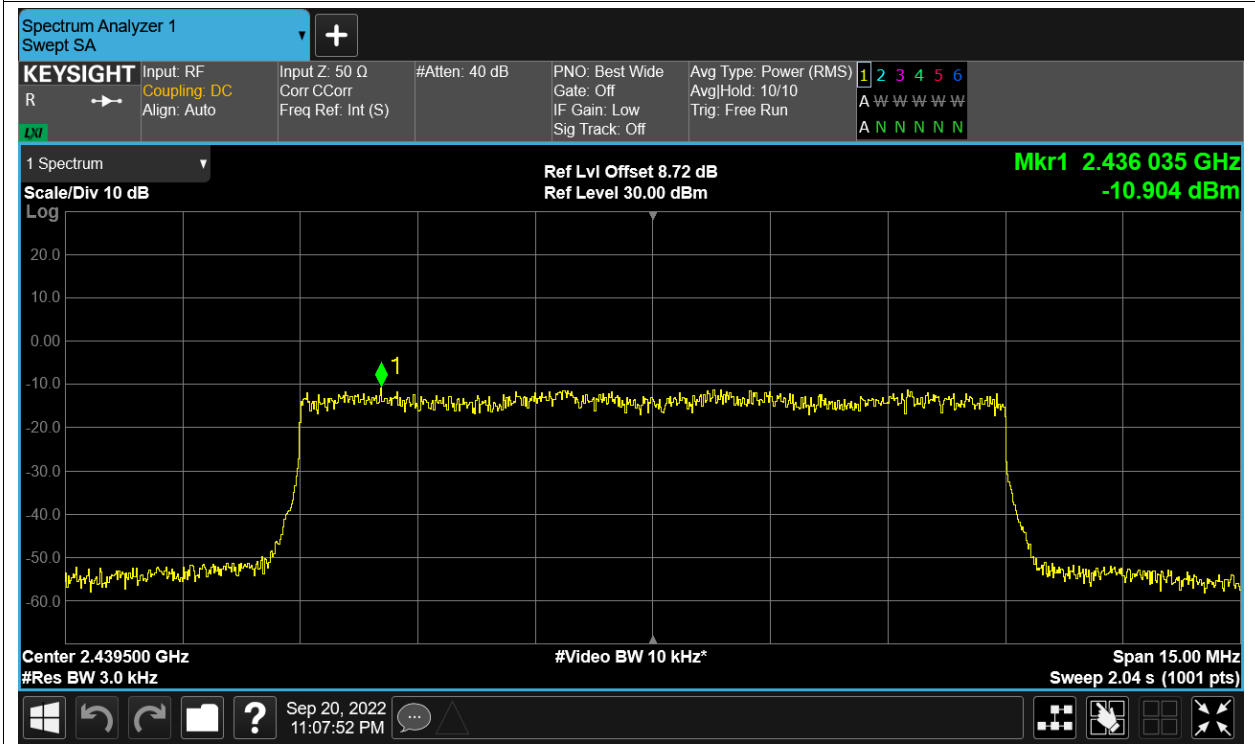 Spectrum Analyzer 1
Swept SA
+
KEYSIGHT
R
LXI
Input: RF
Coupling: DC
Align: Auto
Input Z: 50 Ω
Corr CCorr
Freq Ref: Int (S)
#Atten: 40 dB
PNO: Best Wide
Gate: Off
IF Gain: Low
Sig Track: Off
Avg Type: Power (RMS)
Avg|Hold: 10/10
Trig: Free Run
1 2 3 4 5 6
A W W W W W
A N N N N N
1 Spectrum
Scale/Div 10 dB
Log
Ref Lvl Offset 8.72 dB
Ref Level 30.00 dBm
Mkr1 2.436 035 GHz
-10.904 dBm
20.0
10.0
0.00
-10.0
-20.0
-30.0
-40.0
-50.0
-60.0
1
Center 2.439500 GHz
#Res BW 3.0 kHz
#Video BW 10 kHz*
Span 15.00 MHz
Sweep 2.04 s (1001 pts)
?
Sep 20, 2022
11:07:52 PM